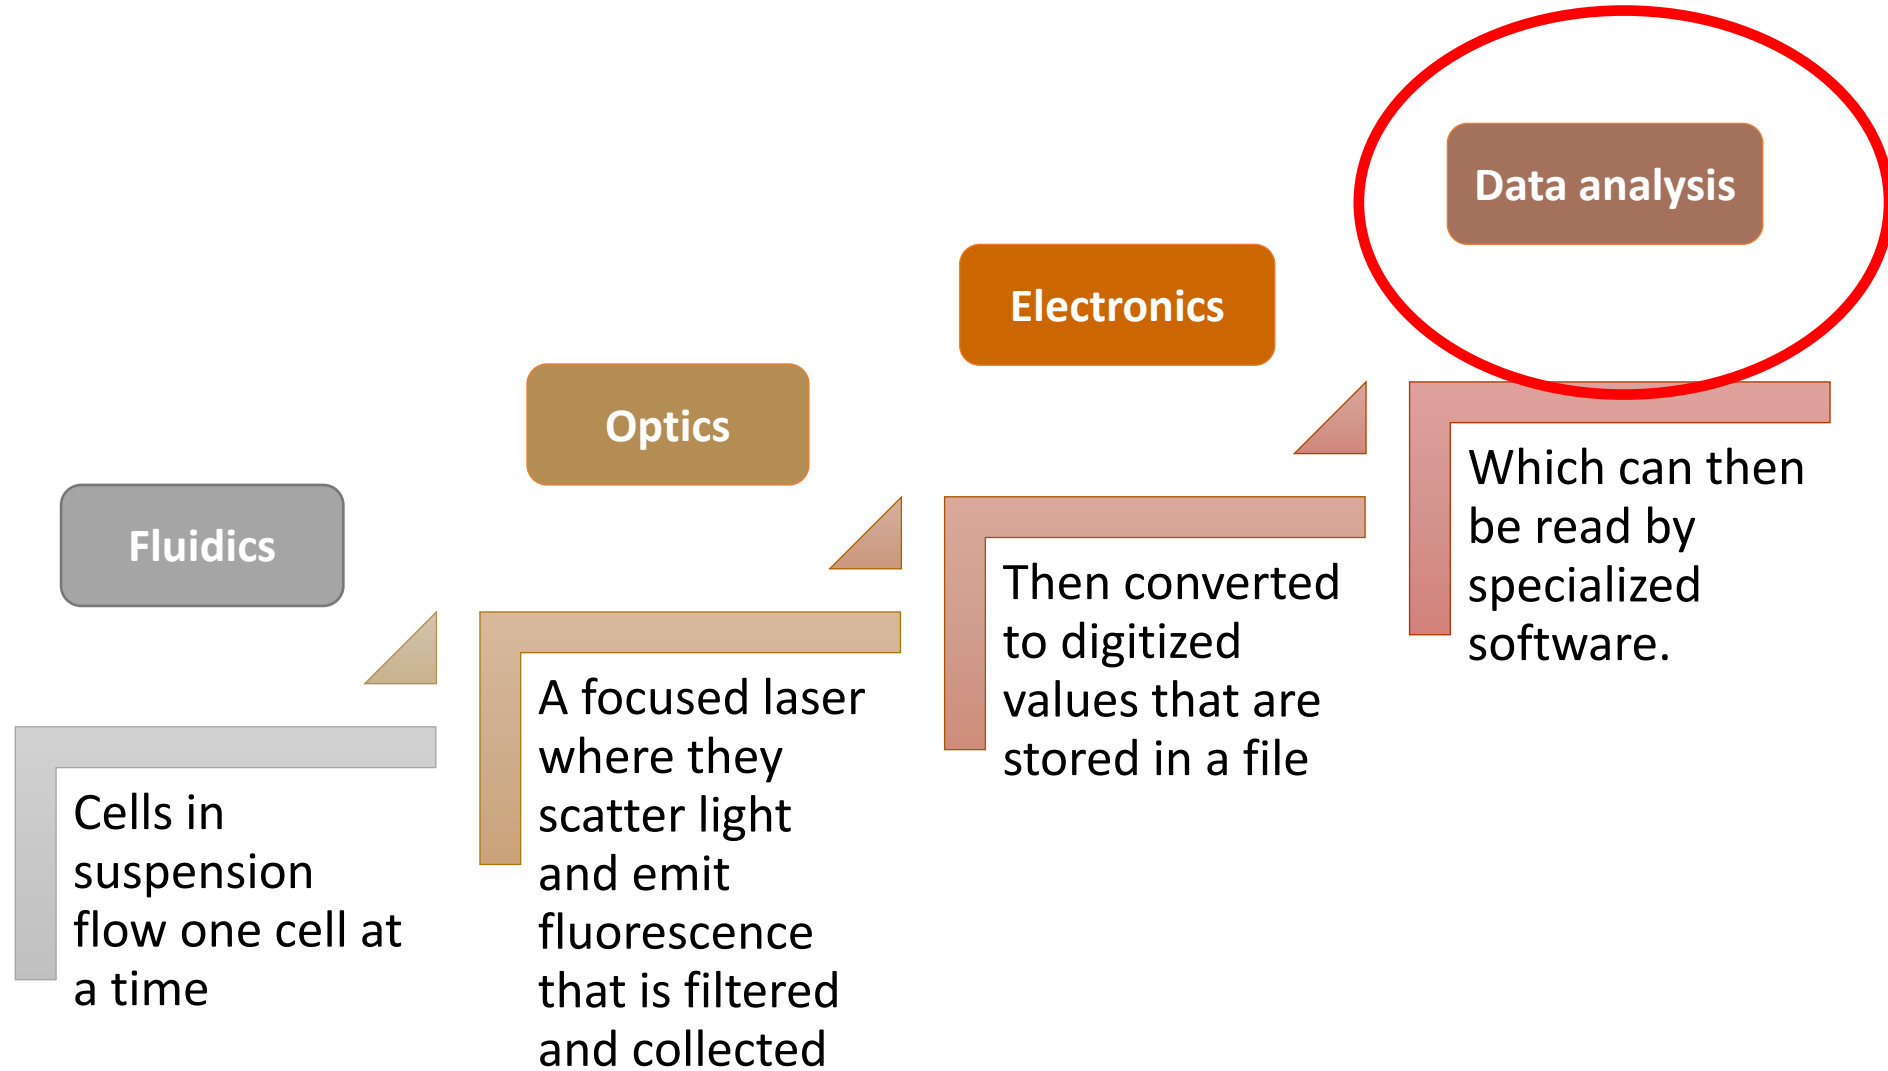 Fluidics
Cells in
suspension
flow one cell at
a time
Optics
A focused laser
where they
scatter light
and emit
fluorescence
that is filtered
and collected
Electronics
Then converted
to digitized
values that are
stored in a file
Data analysis
Which can then
be read by
specialized
software.